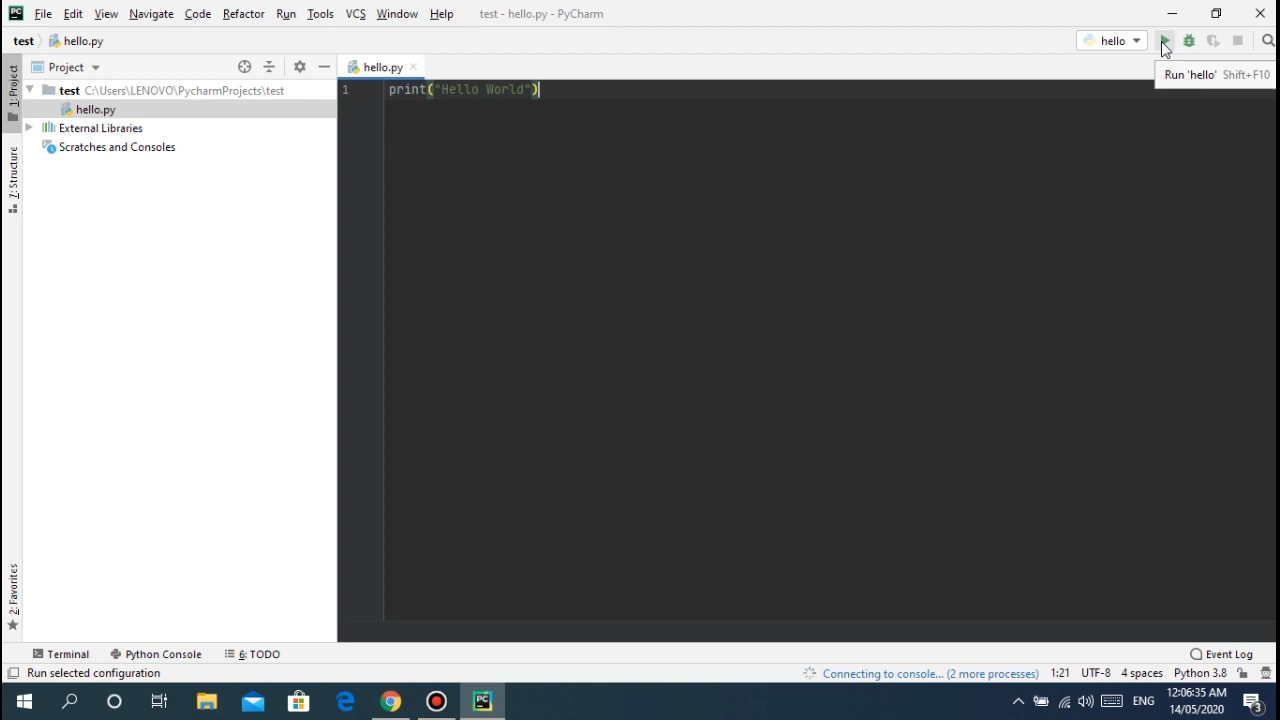 PC File Edit View Navigate Code Refactor Run Tools VCS Window Help test - hello.py - PyCharm
test hello.py hello
Run 'hello' Shift+F10
1: Project
Project
hello.py
test C:\Users\LENOVO\PycharmProjects\test
hello.py
External Libraries
Scratches and Consoles
7: Structure
2: Favorites
1 print("Hello World")
Terminal Python Console 6: TODO Event Log
Run selected configuration Connecting to console... (2 more processes) 1:21 UTF-8 4 spaces Python 3.8
PC ENG 12:06:35 AM
14/05/2020 3